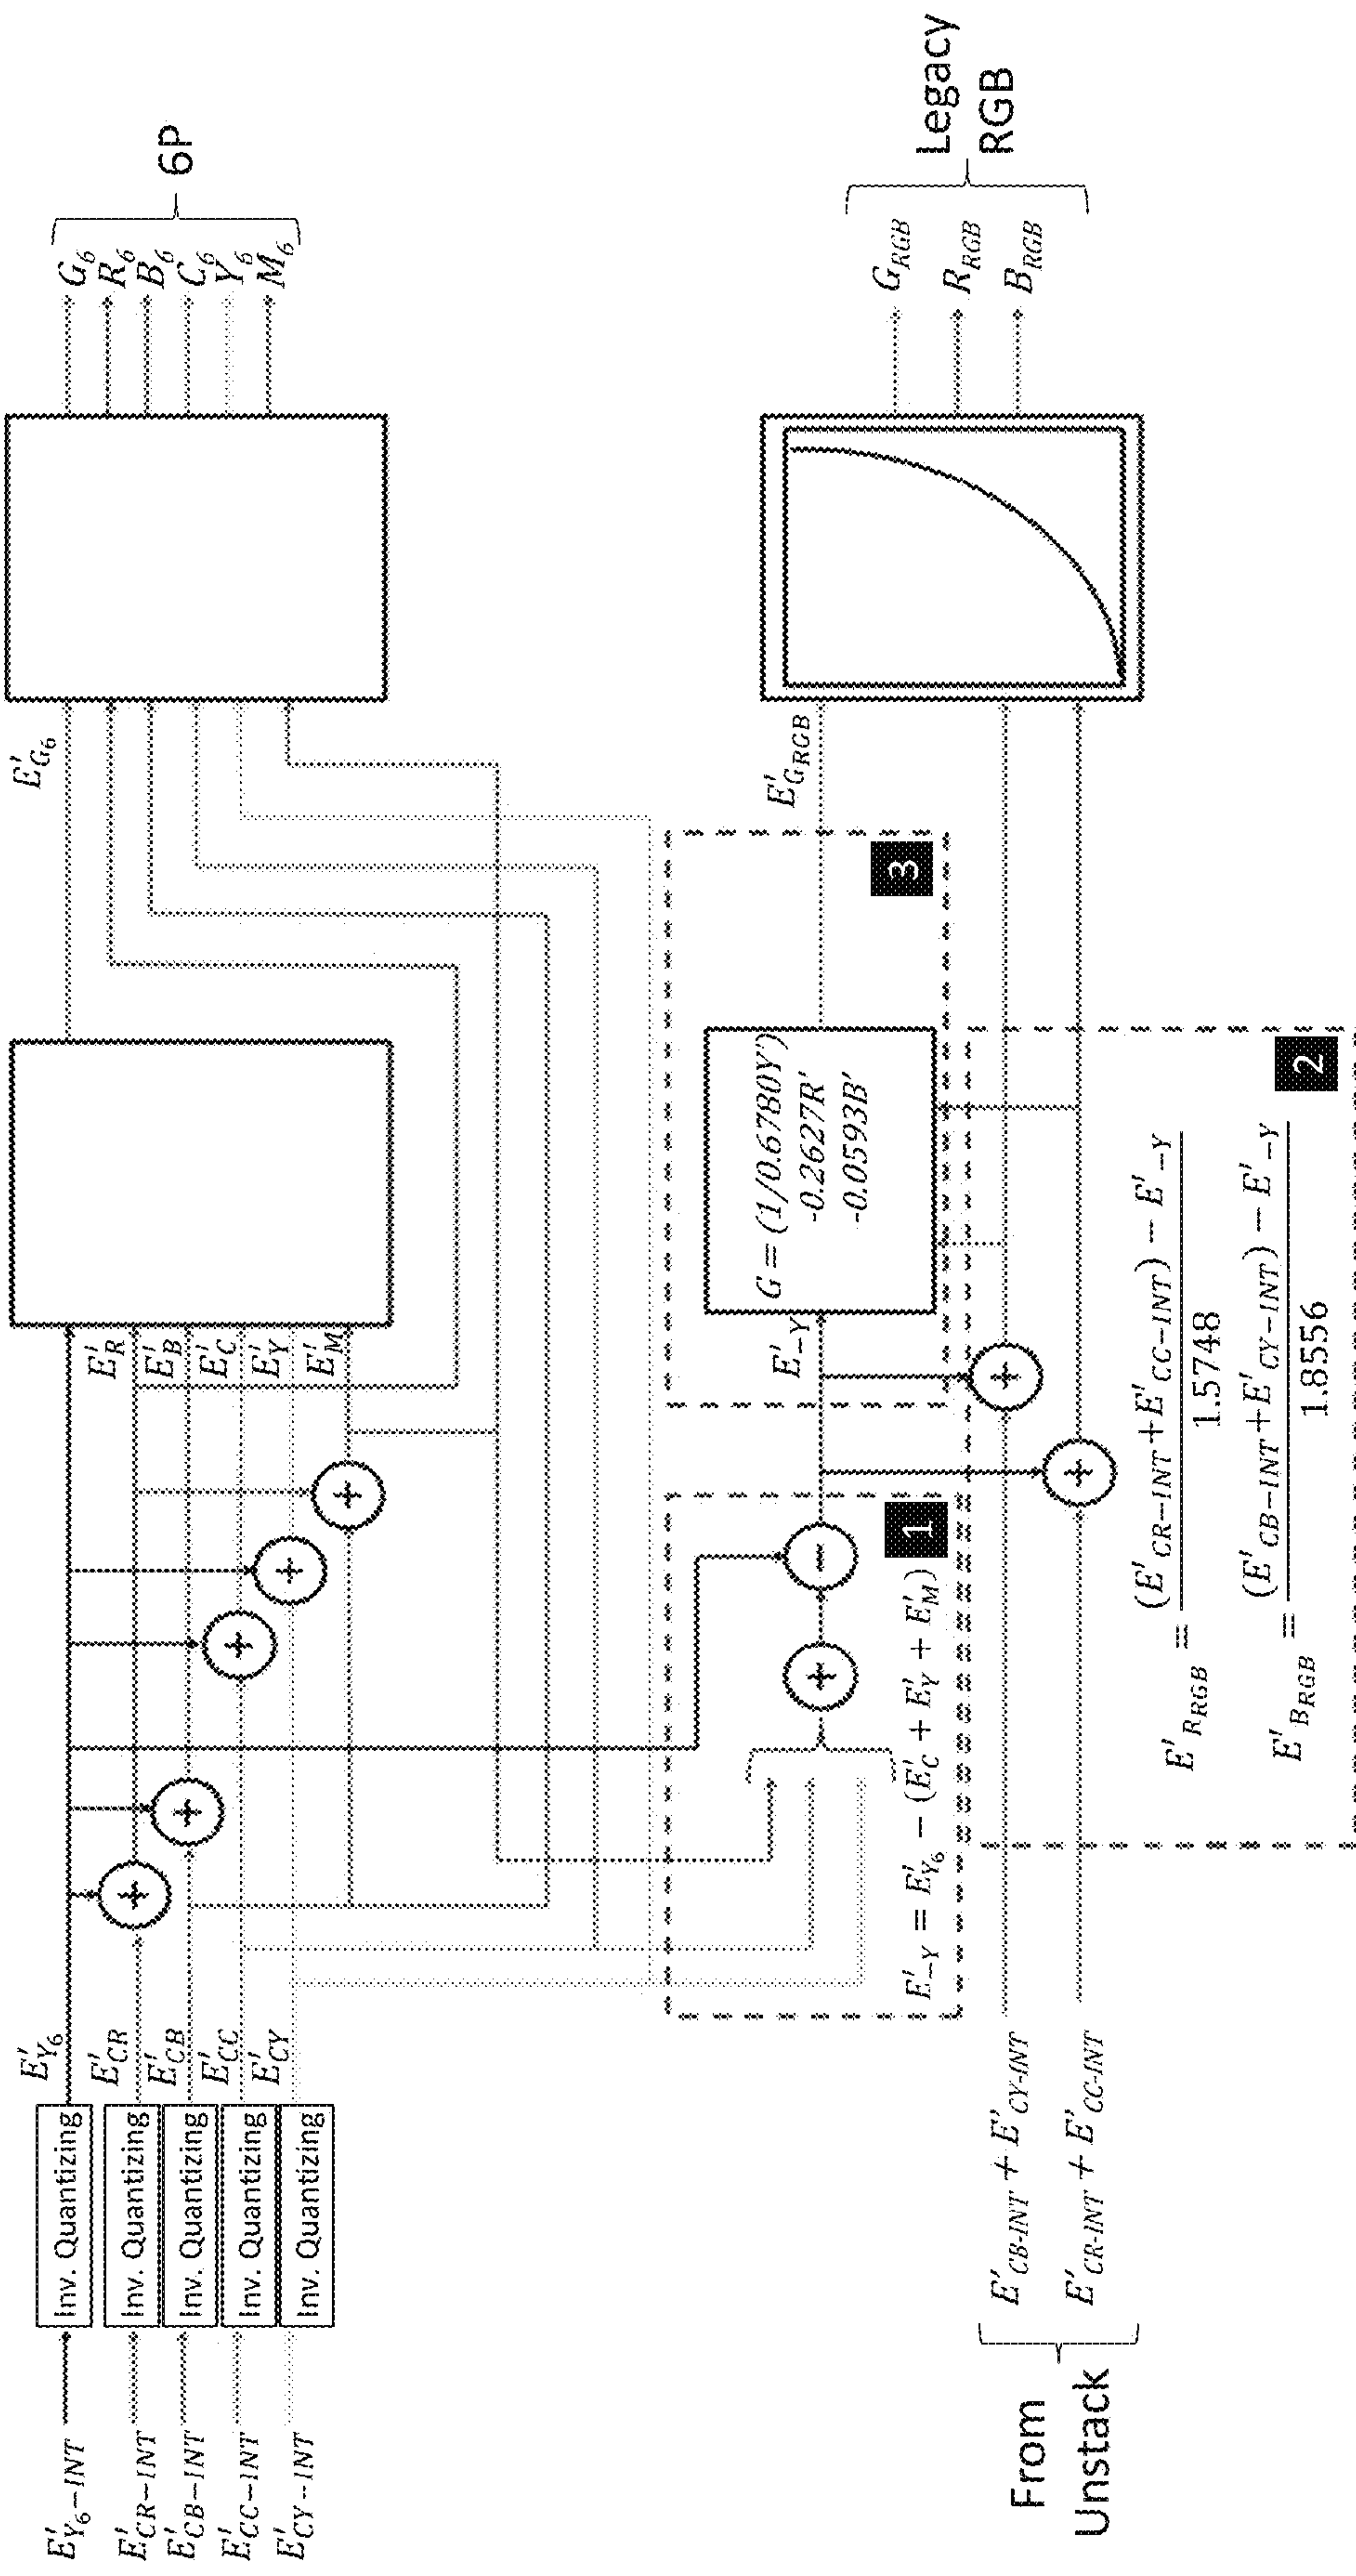 E'Y6-INT
E'CR-INT
E'CB-INT
E'CC-INT
E'CY-INT
Inv. Quantizing
Inv. Quantizing
Inv. Quantizing
Inv. Quantizing
Inv. Quantizing
E'Y6
E'CR
E'CB
E'CC
E'CY
+
+
+
+
+
E'R
E'B
E'C
E'Y
E'M
E'G6
G6
R6
B6
C6
Y6
M6
6P
+
−
E'-Y = E'Y6 − (E'C + E'Y + E'M)
1
E'-Y
G = (1/0.6780Y')
-0.2627R'
-0.0593B'
3
E'GRGB
From
Unstack
E'CB-INT + E'CY-INT
E'CR-INT + E'CC-INT
+
+
E'RRGB = (E'CR-INT+E'CC-INT) − E'-Y
1.5748
E'BRGB = (E'CB-INT+E'CY-INT) − E'-Y
1.8556
2
GRGB
RRGB
BRGB
Legacy
RGB